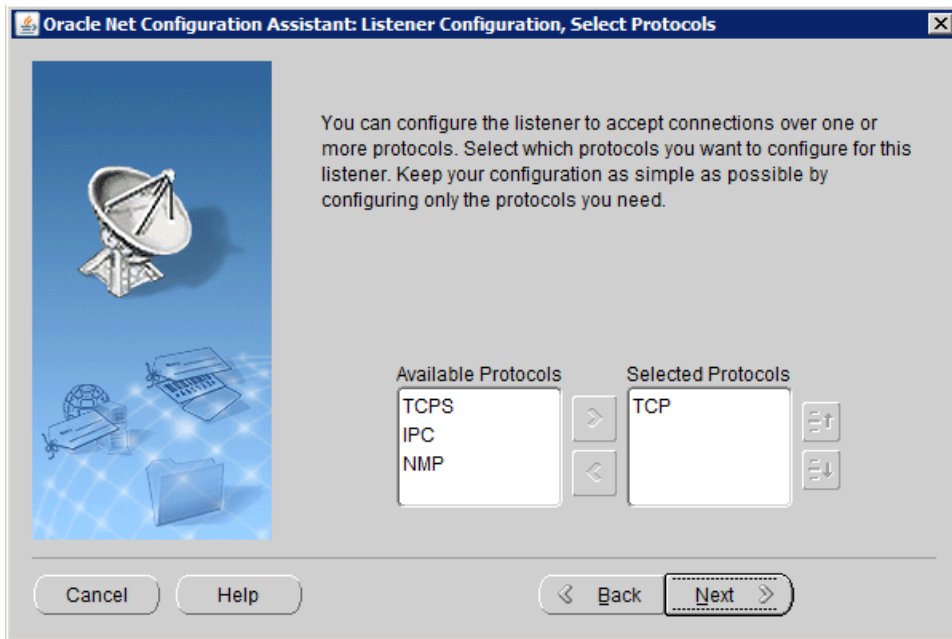 Oracle Net Configuration Assistant: Listener Configuration, Select Protocols
You can configure the listener to accept connections over one or
more protocols. Select which protocols you want to configure for this
listener. Keep your configuration as simple as possible by
configuring only the protocols you need.
Available Protocols
TCPS
IPC
NMP
Selected Protocols
TCP
Cancel
Help
Back
Next